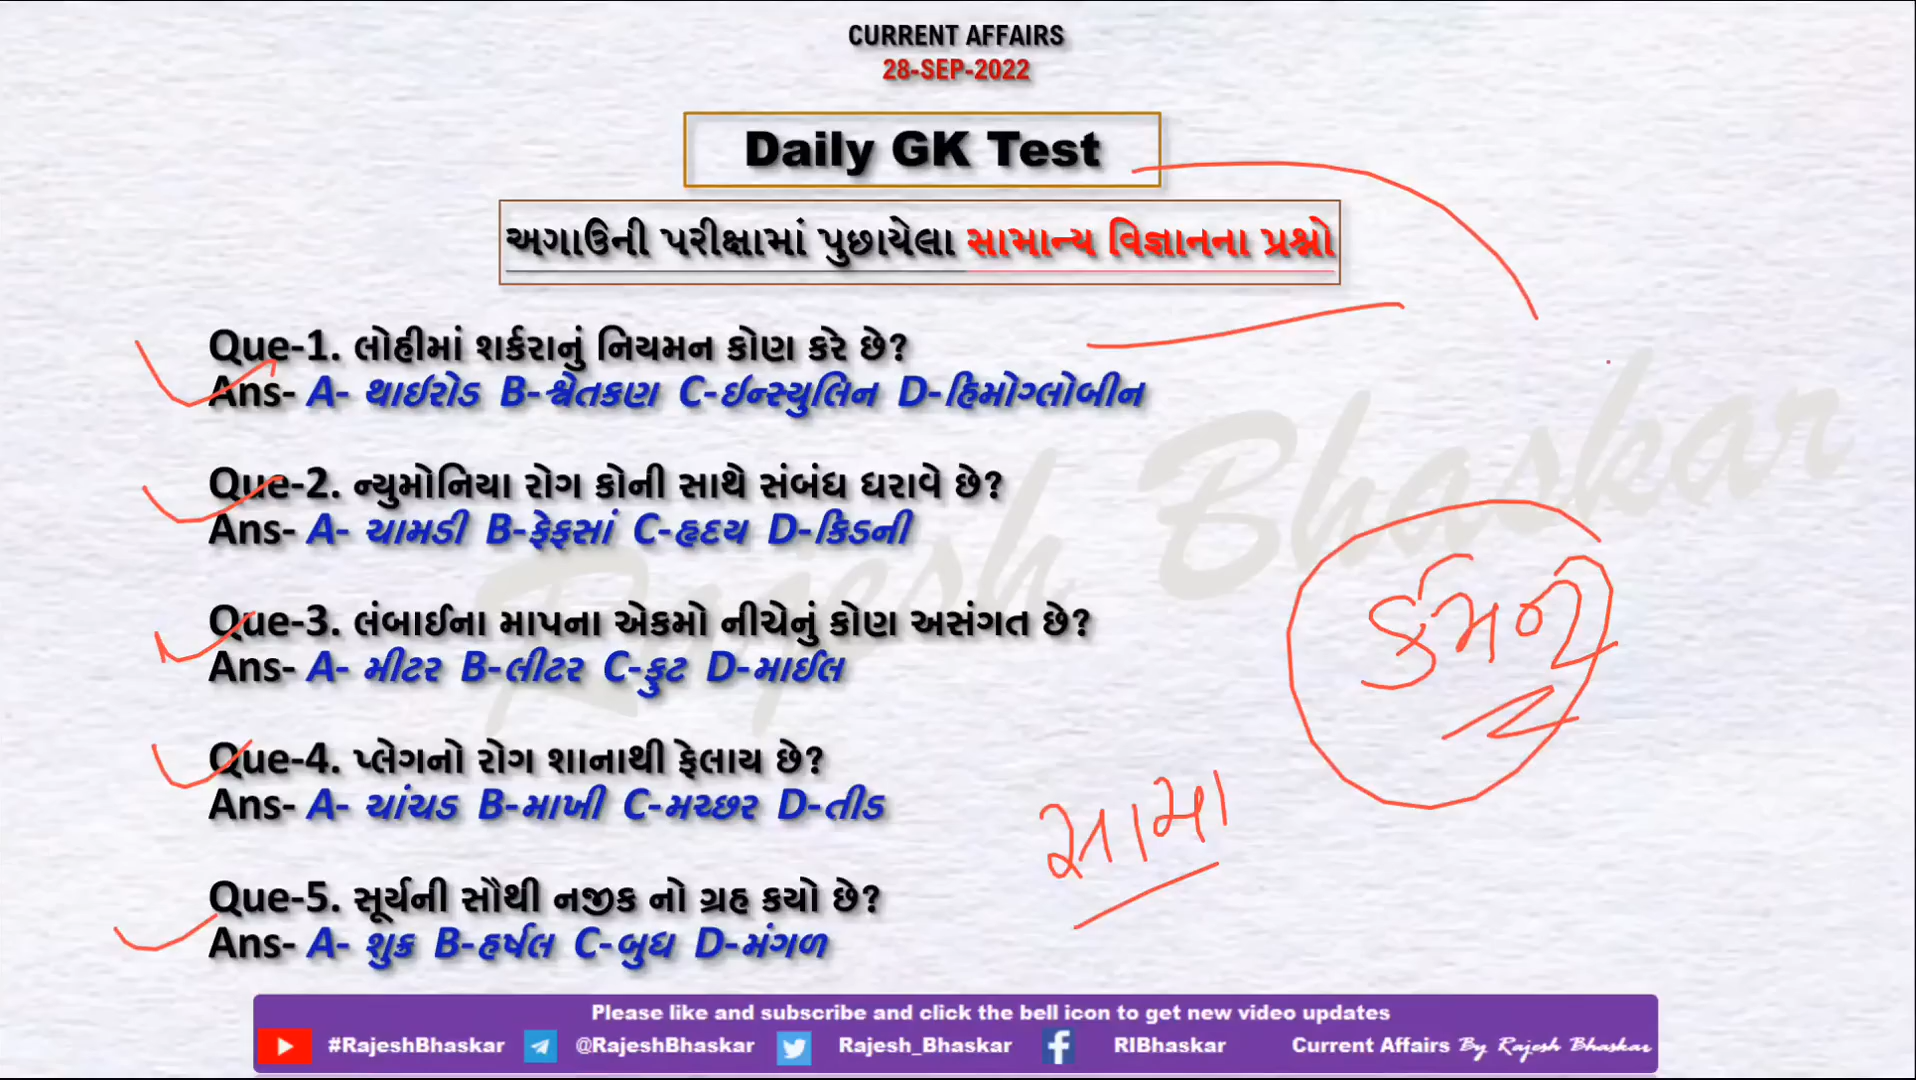 CURRENT AFFAIRS
28-SEP-2022
Daily GK Test
અગાઉની પરીક્ષામાં પુછાયેલા સામાન્ય વિજ્ઞાનના પ્રશ્નો
Que-1. લોહીમાં શર્કરાનું નિયમન કોણ કરે છે?
Ans- A- થાઈરોડ B-શ્વેતકણ C-ઇન્સ્યુલિન D-હિમોગ્લોબીન
Que-2. ન્યુમોનિયા રોગ કોની સાથે સંબંધ ધરાવે છે?
Ans- A- ચામડી B-ફેફસાં C-હૃદય D-કિડની
Que-3. લંબાઈના માપના એકમો નીચેનું કોણ અસંગત છે?
Ans- A- મીટર B-લીટર C-ફુટ D-માઈલ
Que-4. પ્લેગનો રોગ શાનાથી ફેલાય છે?
Ans- A- ચાંચડ B-માખી C-મચ્છર D-તીડ
Que-5. સૂર્યની સૌથી નજીક નો ગ્રહ કયો છે?
Ans- A- શુક્ર B-હર્ષલ C-બુધ D-મંગળ
Rajesh Bhaskar
Please like and subscribe and click the bell icon to get new video updates
#RajeshBhaskar @RajeshBhaskar Rajesh_Bhaskar RIBhaskar Current Affairs By Rajesh Bhaskar